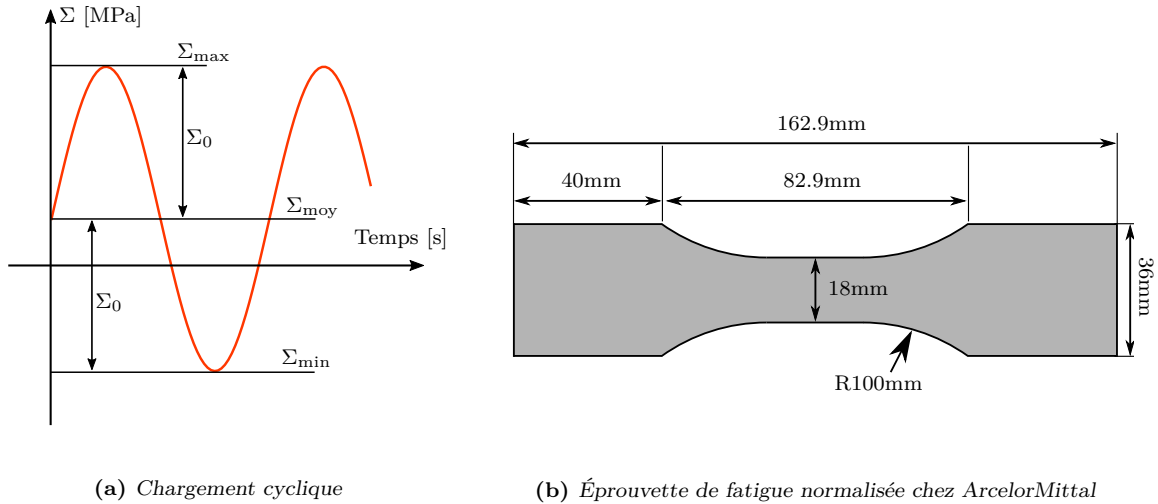 Σ [MPa]
Σmax
Σ0
Σmoy
Temps [s]
Σ0
Σmin
(a) Chargement cyclique
162.9mm
40mm
82.9mm
18mm
36mm
R100mm
(b) Éprouvette de fatigue normalisée chez ArcelorMittal